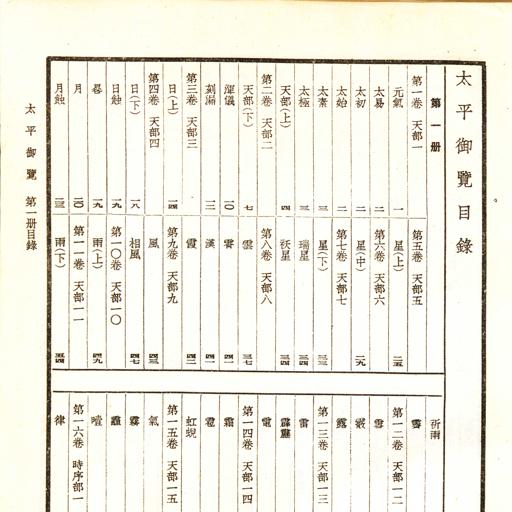 太平御覽目錄
第一册
第一卷 天部一
元氣 一
太易 二
太初 二
太始 二
太素 三
太極 三
天部(上) 四
第二卷 天部二
天部(下) 七
渾儀 一〇
刻漏 一二
第三卷 天部三
日(上) 一四
第四卷 天部四
日(下) 一八
日蝕 一九
晷 一九
月 二〇
月蝕 二三
第五卷 天部五
星(上) 二五
第六卷 天部六
星(中) 二九
第七卷 天部七
星(下) 三三
瑞星 三四
祅星 三四
第八卷 天部八
雲 三七
霄 四一
漢 四一
霞 四二
第九卷 天部九
風 四三
相風 四七
第一〇卷 天部一〇
雨(上) 四九
第一一卷 天部一一
雨(下) 五四
祈雨
霽
第一二卷 天部一二
雪
霰
露
第一三卷 天部一三
雷
霹靂
電
第一四卷 天部一四
霜
雹
虹蜺
第一五卷 天部一五
氣
霧
霾
曀
第一六卷 時序部一
律
太平御覽 第一册目錄